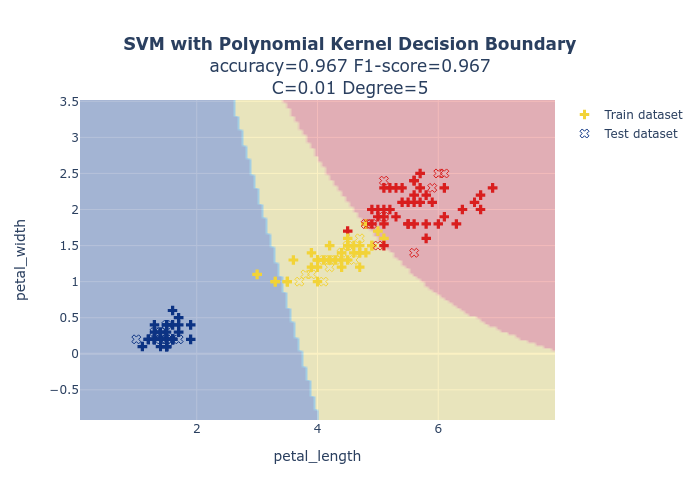 SVM with Polynomial Kernel Decision Boundary
accuracy=0.967 F1-score=0.967
C=0.01 Degree=5
Train dataset
Test dataset
3.5
3
2.5
2
1.5
1
0.5
0
−0.5
petal_width
2 4 6
petal_length